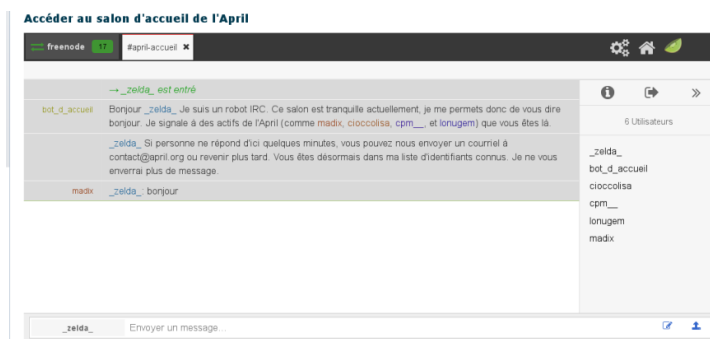 Accéder au salon d'accueil de l'April
freenode 17 #april-accueil ✖
→ _zelda_ est entré
bot_d_accueil Bonjour _zelda_ Je suis un robot IRC. Ce salon est tranquille actuellement, je me permets donc de vous dire
bonjour. Je signale à des actifs de l'April (comme madix, cioccolisa, cpm__, et lonugem) que vous êtes là.
_zelda_ Si personne ne répond d'ici quelques minutes, vous pouvez nous envoyer un courriel à
contact@april.org ou revenir plus tard. Vous êtes désormais dans ma liste d'identifiants connus. Je ne vous
enverrai plus de message.
madix _zelda_: bonjour
6 Utilisateurs
_zelda_
bot_d_accueil
cioccolisa
cpm__
lonugem
madix
_zelda_ Envoyer un message...